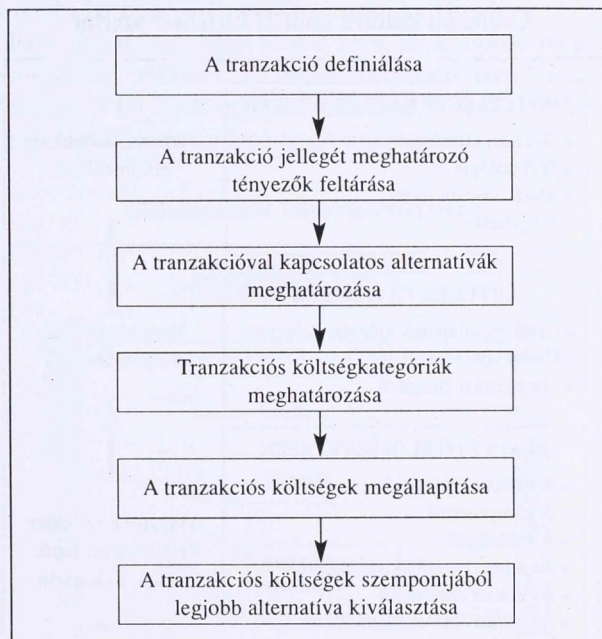 A tranzakció definiálása
A tranzakció jellegét meghatározó
tényezők feltárása
A tranzakcióval kapcsolatos alternatívák
meghatározása
Tranzakciós költségkategóriák
meghatározása
A tranzakciós költségek megállapítása
A tranzakciós költségek szempontjából
legjobb alternatíva kiválasztása